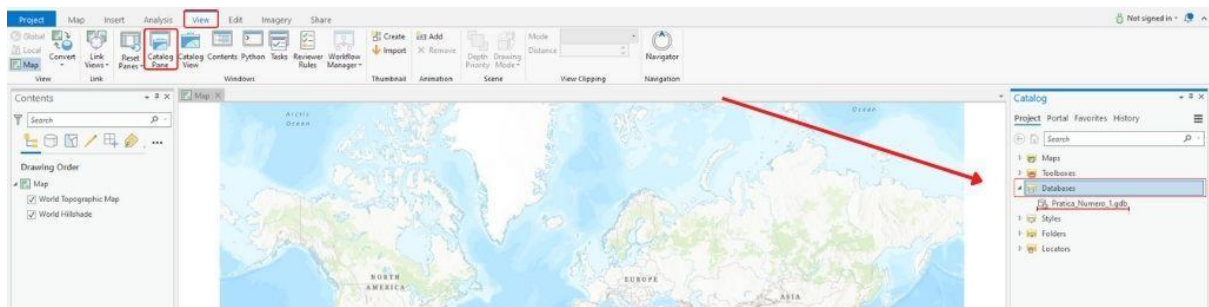 Project Map Insert Analysis View Edit Imagery Share
Not signed in
Global
Local
Map
Convert
Link Views
Reset Panes
Catalog Pane
Catalog View
Contents
Python
Tasks
Reviewer Rules
Workflow Manager
Create
Import
Add
Remove
Depth Priority
Drawing Mode
Mode
Distance
Navigator
View Link Windows Thumbnail Animation Scene View Clipping Navigation
Contents
Search
Drawing Order
Map
World Topographic Map
World Hillshade
Map
Arctic
Ocean
Ocean
NORTH
AMERICA
EUROPE
ASIA
Catalog
Project Portal Favorites History
Search
Maps
Toolboxes
Databases
Pratica_Numero_1.gdb
Styles
Folders
Locators